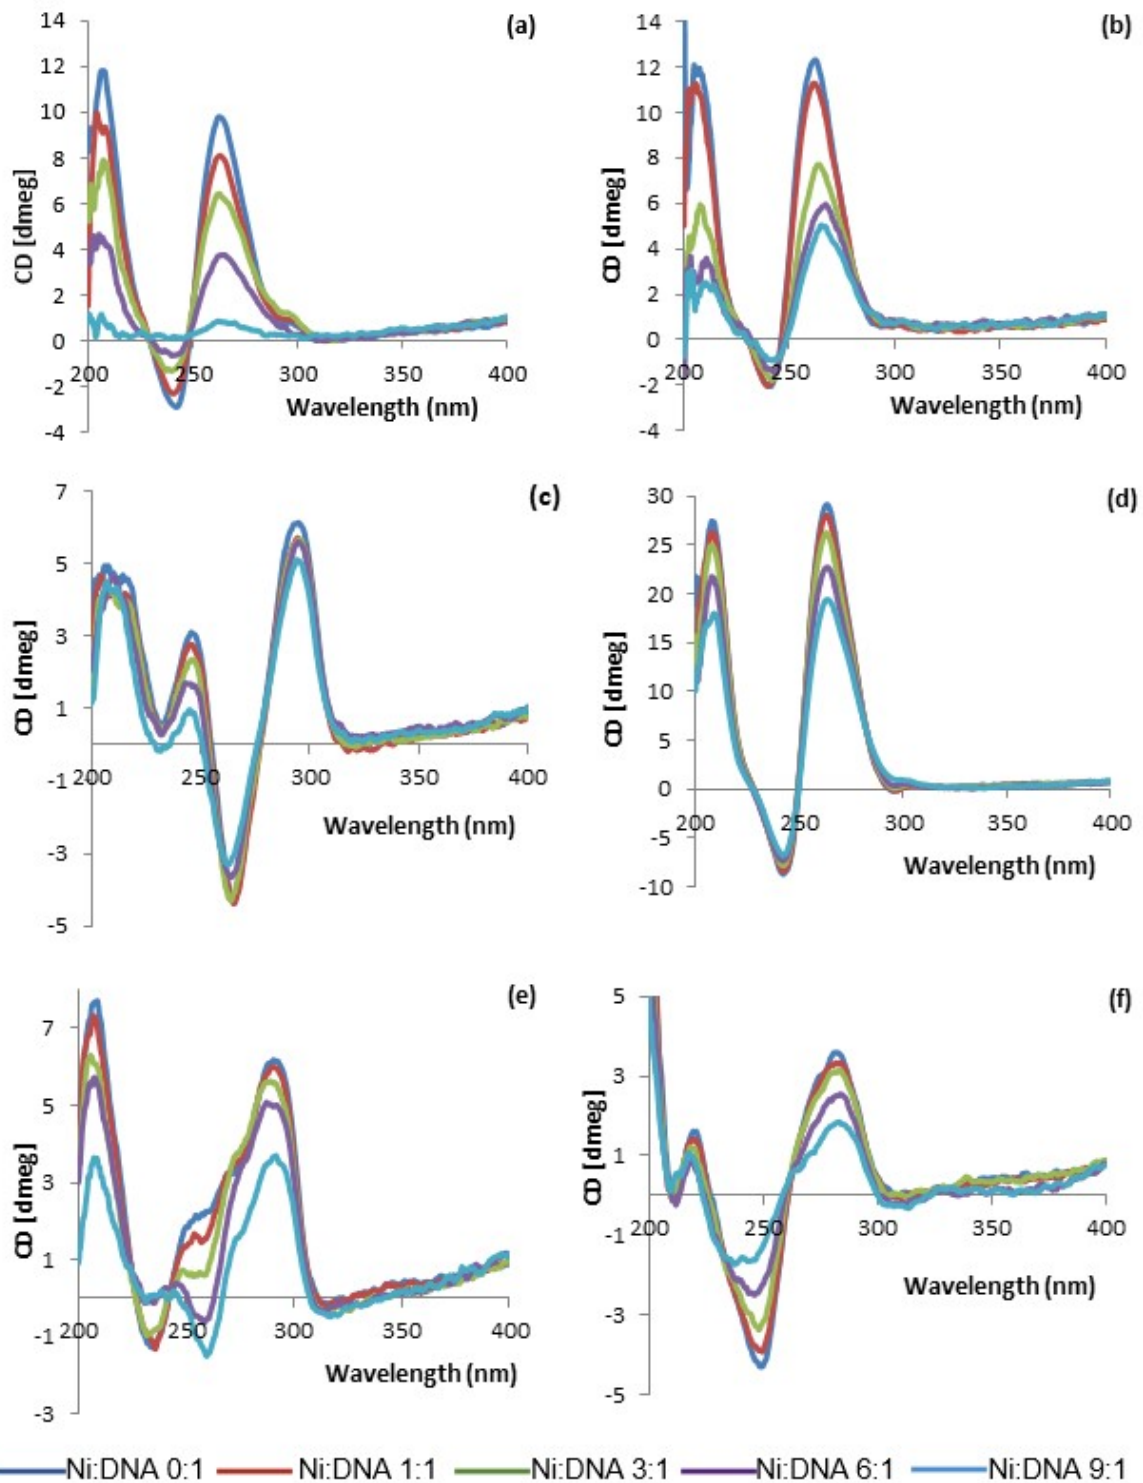 (a)
14
12
10
8
6
4
2
0
-2
-4
CD [dmeg]
200 250 300 350 400
Wavelength (nm)
(b)
14
12
10
8
6
4
2
0
-2
-4
CD [dmeg]
200 250 300 350 400
Wavelength (nm)
(c)
7
5
3
1
-1
-3
-5
CD [dmeg]
200 250 300 350 400
Wavelength (nm)
(d)
30
25
20
15
10
5
0
-5
-10
CD [dmeg]
200 250 300 350 400
Wavelength (nm)
(e)
7
5
3
1
-1
-3
CD [dmeg]
200 250 300 350 400
Wavelength (nm)
(f)
5
3
1
-1
-3
-5
CD [dmeg]
200 250 300 350 400
Wavelength (nm)
Ni:DNA 0:1 Ni:DNA 1:1 Ni:DNA 3:1 Ni:DNA 6:1 Ni:DNA 9:1